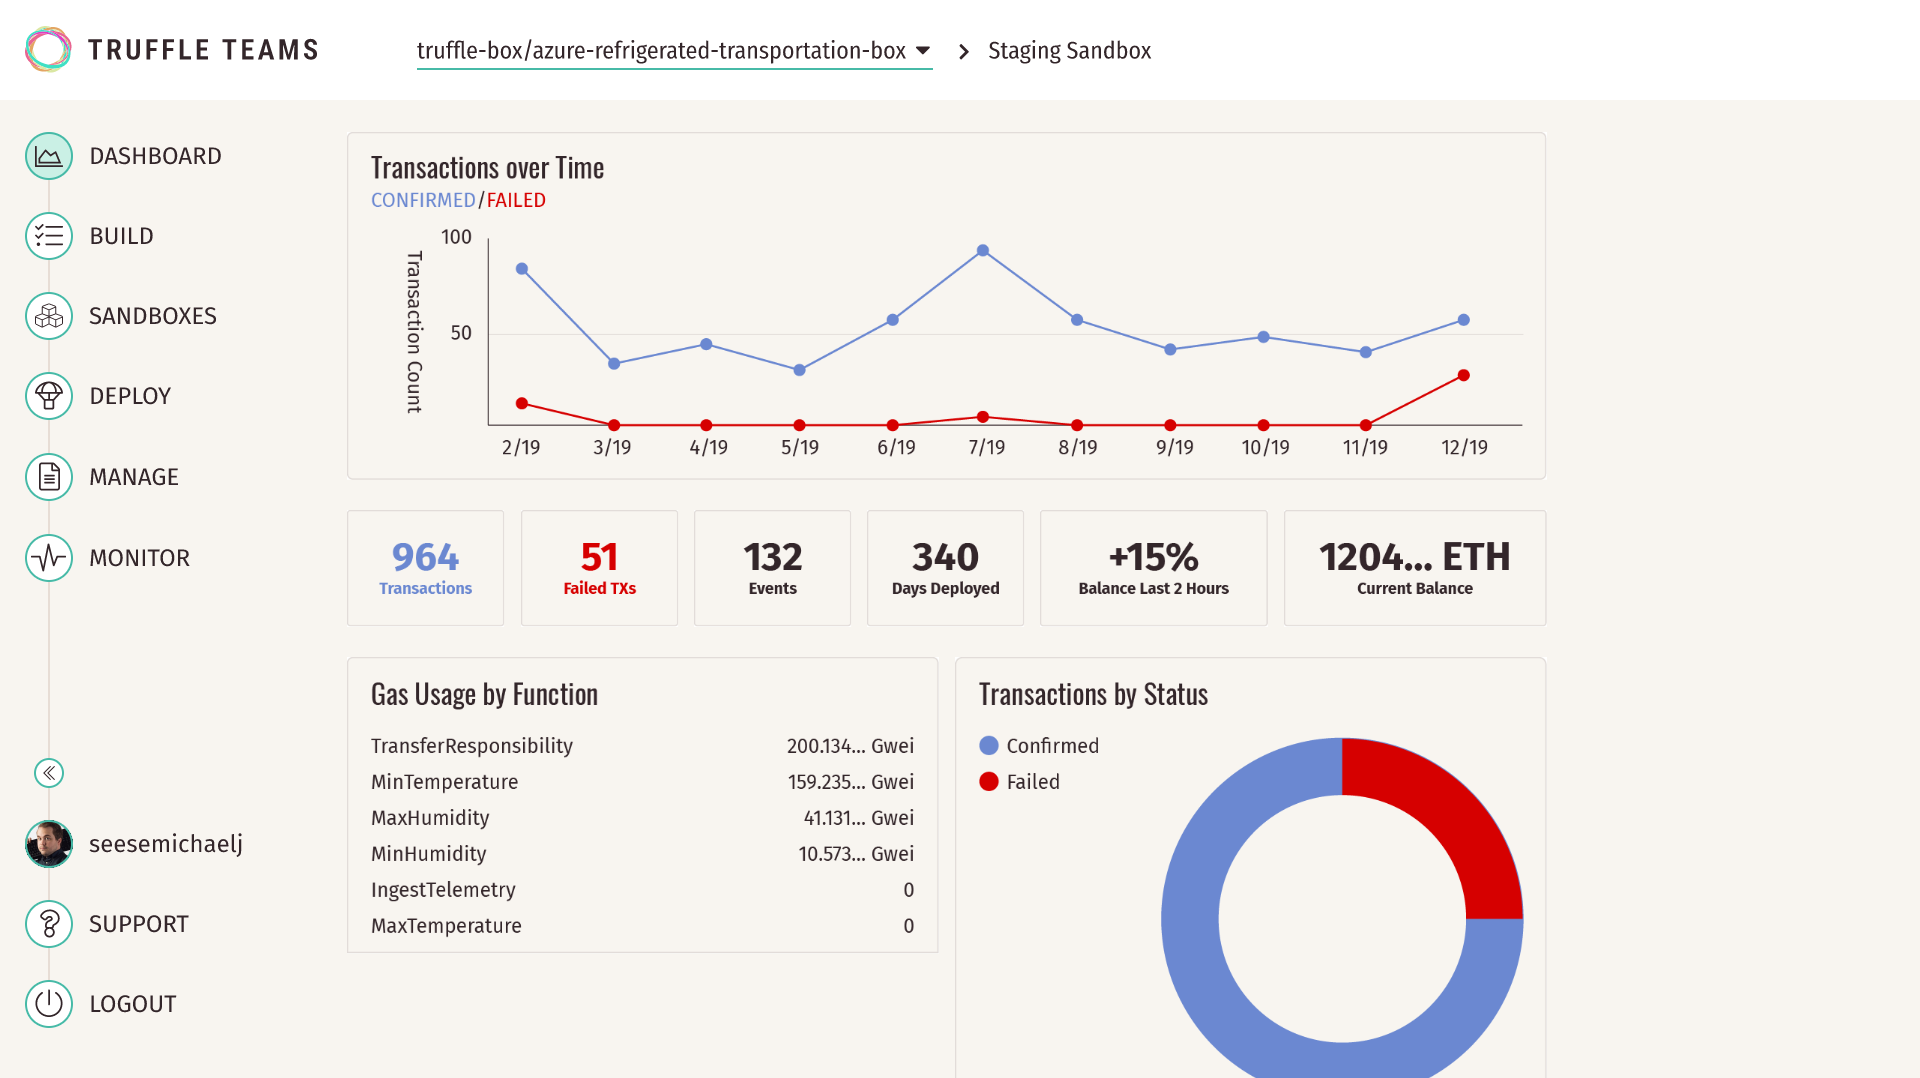 TRUFFLE TEAMS
truffle-box/azure-refrigerated-transportation-box
Staging Sandbox
DASHBOARD
BUILD
SANDBOXES
DEPLOY
MANAGE
MONITOR
seesemichaelj
SUPPORT
LOGOUT
Transactions over Time
CONFIRMED/FAILED
Transaction Count
100
50
2/19 3/19 4/19 5/19 6/19 7/19 8/19 9/19 10/19 11/19 12/19
964
Transactions
51
Failed TXs
132
Events
340
Days Deployed
+15%
Balance Last 2 Hours
1204... ETH
Current Balance
Gas Usage by Function
TransferResponsibility 200.134... Gwei
MinTemperature 159.235... Gwei
MaxHumidity 41.131... Gwei
MinHumidity 10.573... Gwei
IngestTelemetry 0
MaxTemperature 0
Transactions by Status
Confirmed
Failed